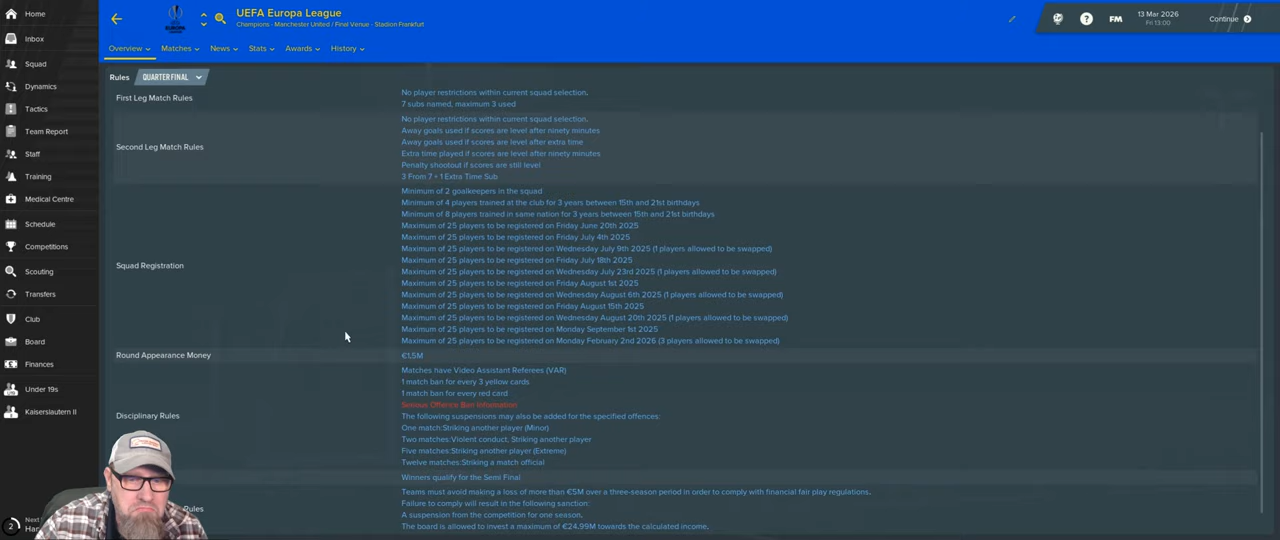 Home
Inbox
Squad
Dynamics
Tactics
Team Report
Staff
Training
Medical Centre
Schedule
Competitions
Scouting
Transfers
Club
Board
Finances
Under 19s
Kaiserslautern II
2
Next
Har
UEFA Europa League
Champions - Manchester United / Final Venue - Stadion Frankfurt
FM
13 Mar 2026
Fri 13:00
Continue
Overview
Matches
News
Stats
Awards
History
Rules
QUARTER FINAL
First Leg Match Rules
No player restrictions within current squad selection.
7 subs named, maximum 3 used
Second Leg Match Rules
No player restrictions within current squad selection.
Away goals used if scores are level after ninety minutes
Away goals used if scores are level after extra time
Extra time played if scores are level after ninety minutes
Penalty shootout if scores are still level
3 From 7 + 1 Extra Time Sub
Squad Registration
Minimum of 2 goalkeepers in the squad
Minimum of 4 players trained at the club for 3 years between 15th and 21st birthdays
Minimum of 8 players trained in same nation for 3 years between 15th and 21st birthdays
Maximum of 25 players to be registered on Friday June 20th 2025
Maximum of 25 players to be registered on Friday July 4th 2025
Maximum of 25 players to be registered on Wednesday July 9th 2025 (1 players allowed to be swapped)
Maximum of 25 players to be registered on Friday July 18th 2025
Maximum of 25 players to be registered on Wednesday July 23rd 2025 (1 players allowed to be swapped)
Maximum of 25 players to be registered on Friday August 1st 2025
Maximum of 25 players to be registered on Wednesday August 6th 2025 (1 players allowed to be swapped)
Maximum of 25 players to be registered on Friday August 15th 2025
Maximum of 25 players to be registered on Wednesday August 20th 2025 (1 players allowed to be swapped)
Maximum of 25 players to be registered on Monday September 1st 2025
Maximum of 25 players to be registered on Monday February 2nd 2026 (3 players allowed to be swapped)
Round Appearance Money
€1.5M
Disciplinary Rules
Matches have Video Assistant Referees (VAR)
1 match ban for every 3 yellow cards
1 match ban for every red card
Serious Offence Ban Information
The following suspensions may also be added for the specified offences:
One match:Striking another player (Minor)
Two matches:Violent conduct, Striking another player
Five matches:Striking another player (Extreme)
Twelve matches:Striking a match official
Winners qualify for the Semi Final
Rules
Teams must avoid making a loss of more than €5M over a three-season period in order to comply with financial fair play regulations.
Failure to comply will result in the following sanction:
A suspension from the competition for one season.
The board is allowed to invest a maximum of €24.99M towards the calculated income.